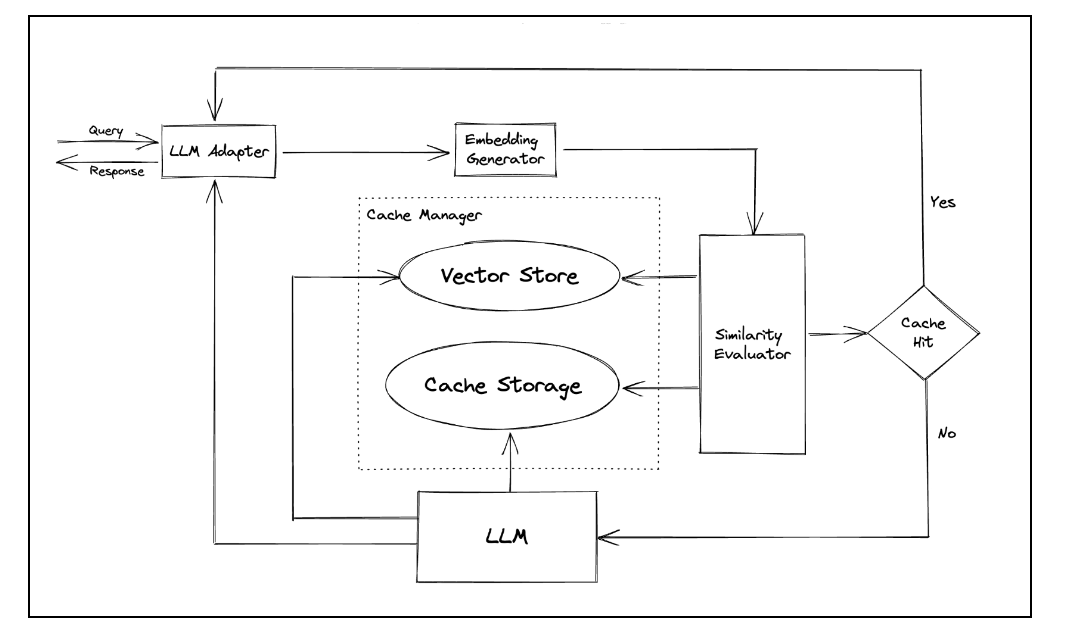 Query
LLM Adapter
Response
Embedding
Generator
Cache Manager
Yes
Vector Store
Cache
Hit
Similarity
Evaluator
Cache Storage
No
LLM